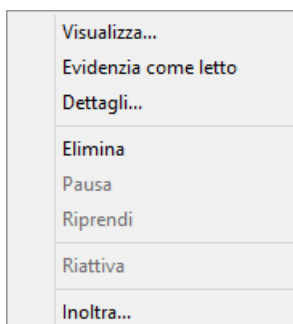 Visualizza...
Evidenzia come letto
Dettagli...
Elimina
Pausa
Riprendi
Riattiva
Inoltra...